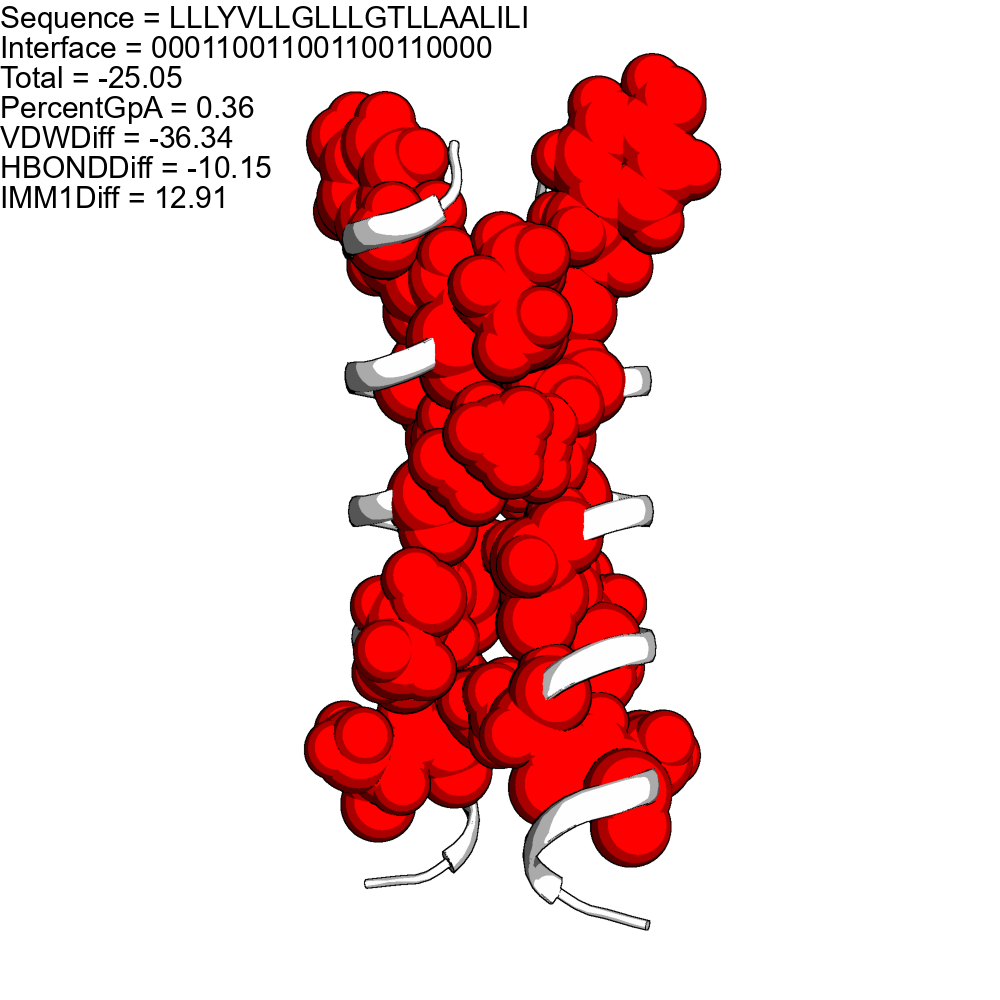 Sequence = LLLYVLLGLLLGTLLAALILI
Interface = 000110011001100110000
Total = -25.05
PercentGpA = 0.36
VDWDiff = -36.34
HBONDDiff = -10.15
IMM1Diff = 12.91